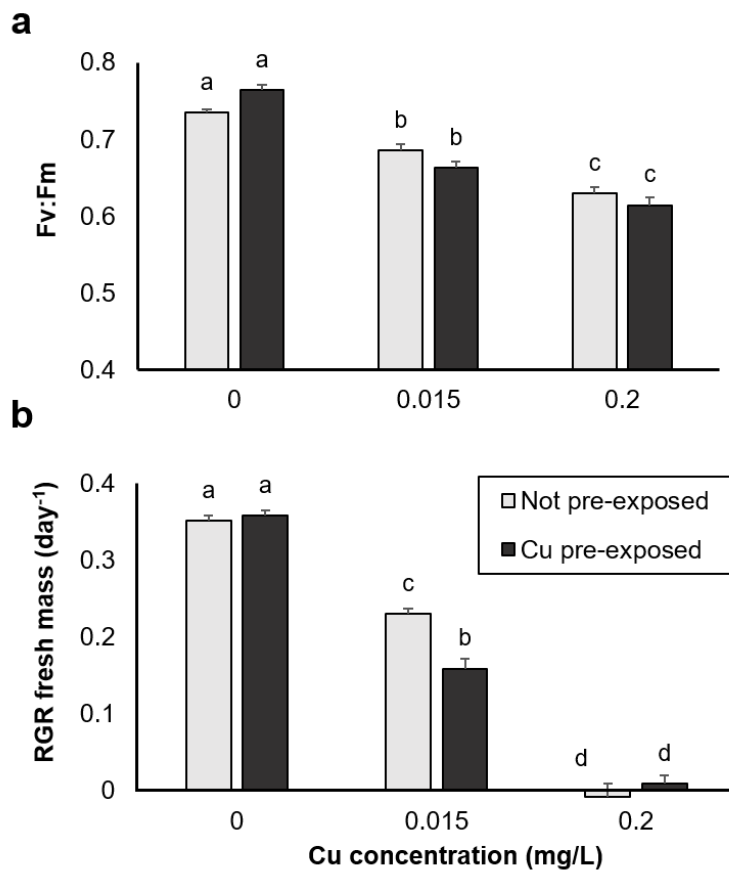 a
0.8
0.7
0.6
0.5
0.4
Fv:Fm
a a
b b
c c
0 0.015 0.2
b
0.4
0.3
0.2
0.1
0
RGR fresh mass (day⁻¹)
a a
c b
d d
Not pre-exposed
Cu pre-exposed
0 0.015 0.2
Cu concentration (mg/L)